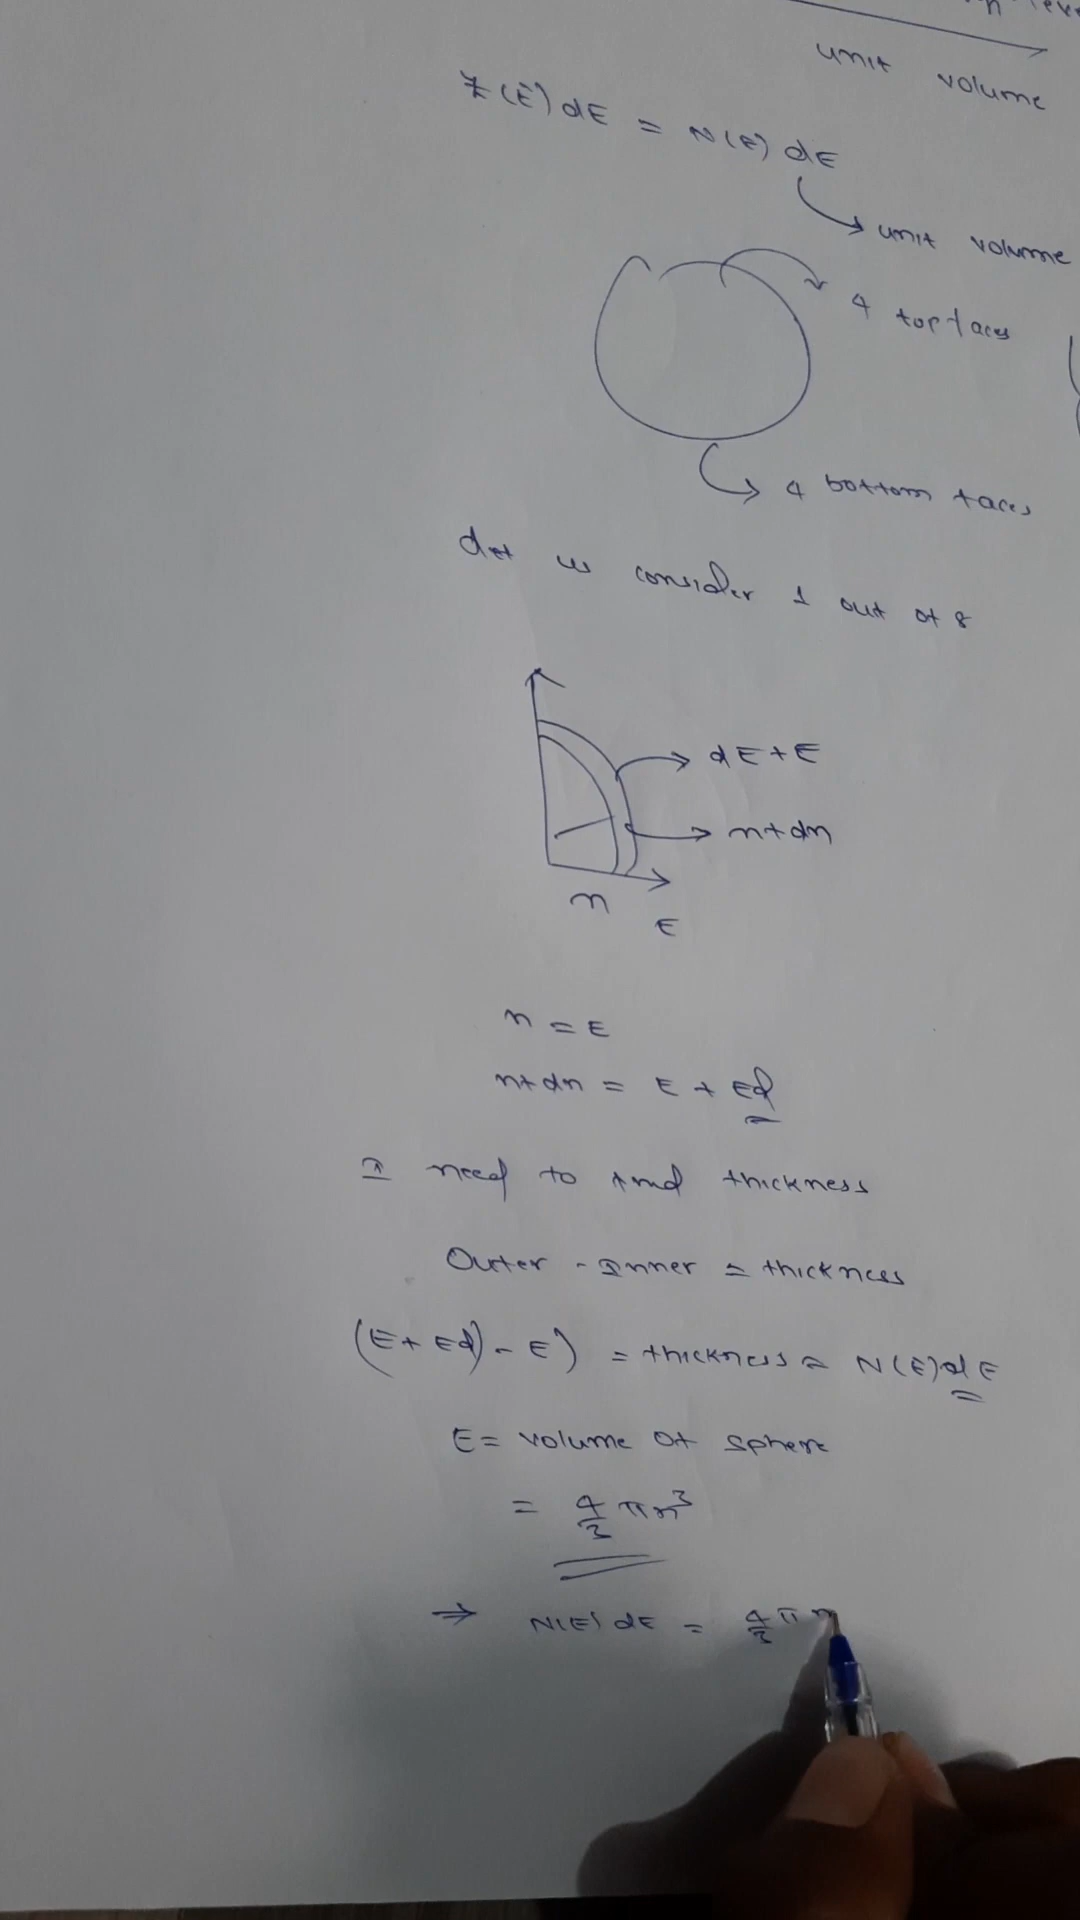 unit volume
Z(E) dE = N(E) dE
unit volume
4 top faces
4 bottom faces
Let us consider 1 out of 8
dE + E
n+dn
n
E
n = E
n+dn = E + Ed
I need to find thickness
Outer - Inner = thickness
(E + Ed) - E) = thickness = N(E) dE
E = volume of sphere
= 4/3 πn³
⇒ N(E) dE = 4/3 π n